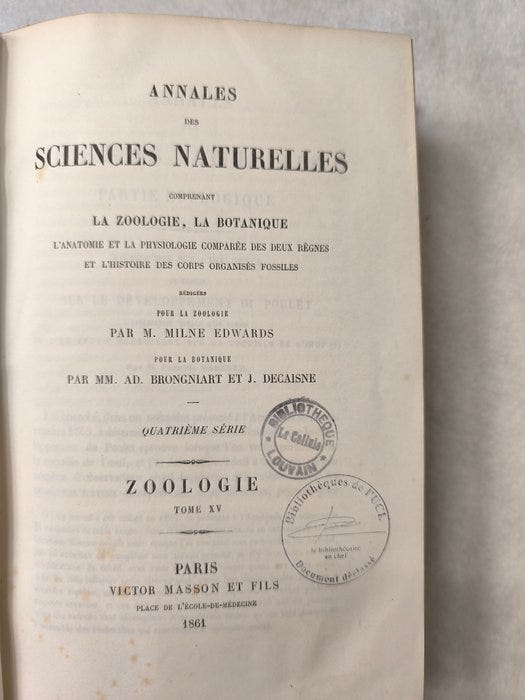 ANNALES
DES
SCIENCES NATURELLES
COMPRENANT
LA ZOOLOGIE, LA BOTANIQUE
L'ANATOMIE ET LA PHYSIOLOGIE COMPARÉE DES DEUX RÈGNES
ET L'HISTOIRE DES CORPS ORGANISÉS FOSSILES
RÉDIGÉES
POUR LA ZOOLOGIE
PAR M. MILNE EDWARDS
POUR LA BOTANIQUE
PAR MM. AD. BRONGNIART ET J. DECAISNE
QUATRIÈME SÉRIE
BIBLIOTHEQUE
La Cellule
LOUVAIN
ZOOLOGIE
TOME XV
Bibliothèques de l'UCL
le bibliothécaire
en chef
Document déclassé
PARIS
VICTOR MASSON ET FILS
PLACE DE L'ÉCOLE-DE-MÉDECINE
1861